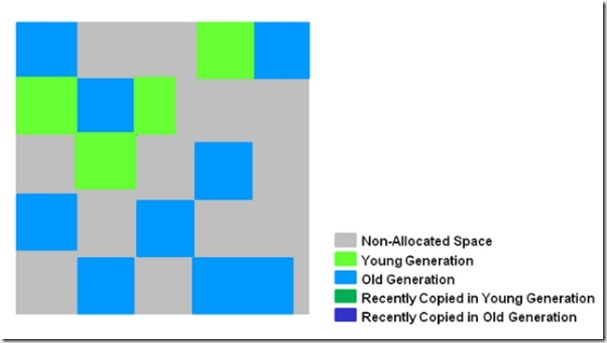 Non-Allocated Space
Young Generation
Old Generation
Recently Copied in Young Generation
Recently Copied in Old Generation